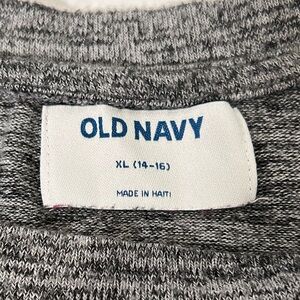 OLD NAVY
XL (14-16)
MADE IN HAITI